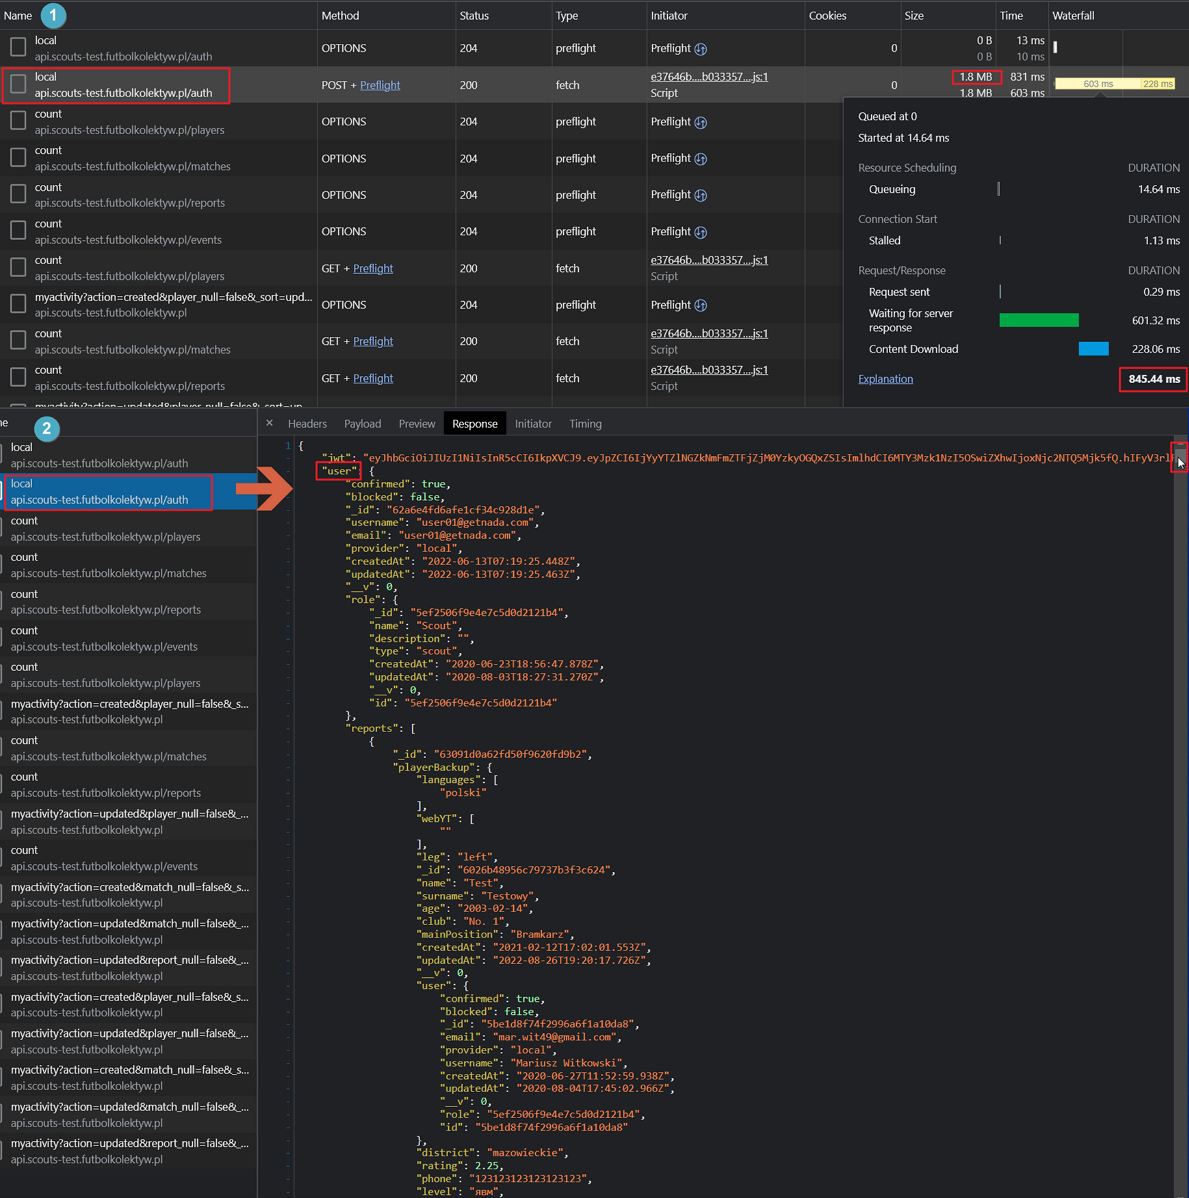 Name 1 Method Status Type Initiator Cookies Size Time Waterfall
local
api.scouts-test.futbolkolektyw.pl/auth
OPTIONS 204 preflight Preflight 0 0 B 13 ms
0 B 10 ms
local
api.scouts-test.futbolkolektyw.pl/auth
POST + Preflight 200 fetch e37646b....b033357...js:1 0 1.8 MB 831 ms 603 ms 228 ms
Script 1.8 MB 603 ms
count
api.scouts-test.futbolkolektyw.pl/players
OPTIONS 204 preflight Preflight
count
api.scouts-test.futbolkolektyw.pl/matches
OPTIONS 204 preflight Preflight
count
api.scouts-test.futbolkolektyw.pl/reports
OPTIONS 204 preflight Preflight
count
api.scouts-test.futbolkolektyw.pl/events
OPTIONS 204 preflight Preflight
count
api.scouts-test.futbolkolektyw.pl/players
GET + Preflight 200 fetch e37646b....b033357...js:1
Script
myactivity?action=created&player_null=false&_sort=upd...
api.scouts-test.futbolkolektyw.pl
OPTIONS 204 preflight Preflight
count
api.scouts-test.futbolkolektyw.pl/matches
GET + Preflight 200 fetch e37646b....b033357...js:1
Script
count
api.scouts-test.futbolkolektyw.pl/reports
GET + Preflight 200 fetch e37646b....b033357...js:1
Script
Queued at 0
Started at 14.64 ms
Resource Scheduling DURATION
Queueing 14.64 ms
Connection Start DURATION
Stalled 1.13 ms
Request/Response DURATION
Request sent 0.29 ms
Waiting for server
response 601.32 ms
Content Download 228.06 ms
Explanation 845.44 ms
2
local
api.scouts-test.futbolkolektyw.pl/auth
local
api.scouts-test.futbolkolektyw.pl/auth
count
api.scouts-test.futbolkolektyw.pl/players
count
api.scouts-test.futbolkolektyw.pl/matches
count
api.scouts-test.futbolkolektyw.pl/reports
count
api.scouts-test.futbolkolektyw.pl/events
count
api.scouts-test.futbolkolektyw.pl/players
myactivity?action=created&player_null=false&_s...
api.scouts-test.futbolkolektyw.pl
count
api.scouts-test.futbolkolektyw.pl/matches
count
api.scouts-test.futbolkolektyw.pl/reports
myactivity?action=updated&player_null=false&_...
api.scouts-test.futbolkolektyw.pl
count
api.scouts-test.futbolkolektyw.pl/events
myactivity?action=created&match_null=false&_s...
api.scouts-test.futbolkolektyw.pl
myactivity?action=updated&match_null=false&_...
api.scouts-test.futbolkolektyw.pl
myactivity?action=updated&report_null=false&_...
api.scouts-test.futbolkolektyw.pl
myactivity?action=created&player_null=false&_s...
api.scouts-test.futbolkolektyw.pl
myactivity?action=updated&player_null=false&_...
api.scouts-test.futbolkolektyw.pl
myactivity?action=created&match_null=false&_...
api.scouts-test.futbolkolektyw.pl
myactivity?action=updated&match_null=false&_...
api.scouts-test.futbolkolektyw.pl
myactivity?action=updated&report_null=false&_...
api.scouts-test.futbolkolektyw.pl
× Headers Payload Preview Response Initiator Timing
1 {
"jwt": "eyJhbGciOiJIUzI1NiIsInR5cCI6IkpXVCJ9.
"user": {
"confirmed": true,
"blocked": false,
"_id": "62a6e4fd6afe1cf34c928d1e",
"username": "user01@getnada.com",
"email": "user01@getnada.com",
"provider": "local",
"createdAt": "2022-06-13T07:19:25.448Z",
"updatedAt": "2022-06-13T07:19:25.463Z",
"__v": 0,
"role": {
"_id": "5ef2506f9e4e7c5d0d2121b4",
"name": "Scout",
"description": "",
"type": "scout",
"createdAt": "2020-06-23T18:56:47.878Z",
"updatedAt": "2020-08-03T18:27:31.270Z",
"__v": 0,
"id": "5ef2506f9e4e7c5d0d2121b4"
},
"reports": [
{
"_id": "63091d0a62fd50f9620fd9b2",
"playerBackup": {
"languages": [
"polski"
],
"webYT": [
""
],
"leg": "left",
"_id": "6026b48956c79737b3f3c624",
"name": "Test",
"surname": "Testowy",
"age": "2003-02-14",
"club": "No. 1",
"mainPosition": "Bramkarz",
"createdAt": "2021-02-12T17:02:01.553Z",
"updatedAt": "2022-08-26T19:20:17.726Z",
"__v": 0,
"user": {
"confirmed": true,
"blocked": false,
"_id": "5be1d8f74f2996a6f1a10da8",
"email": "mar.wit49@gmail.com",
"provider": "local",
"username": "Mariusz Witkowski",
"createdAt": "2020-06-27T11:52:59.938Z",
"updatedAt": "2020-08-04T17:45:02.966Z",
"__v": 0,
"role": "5ef2506f9e4e7c5d0d2121b4",
"id": "5be1d8f74f2996a6f1a10da8"
},
"district": "mazowieckie",
"rating": 2.25,
"phone": "123123123123123123",
"level": "явм",